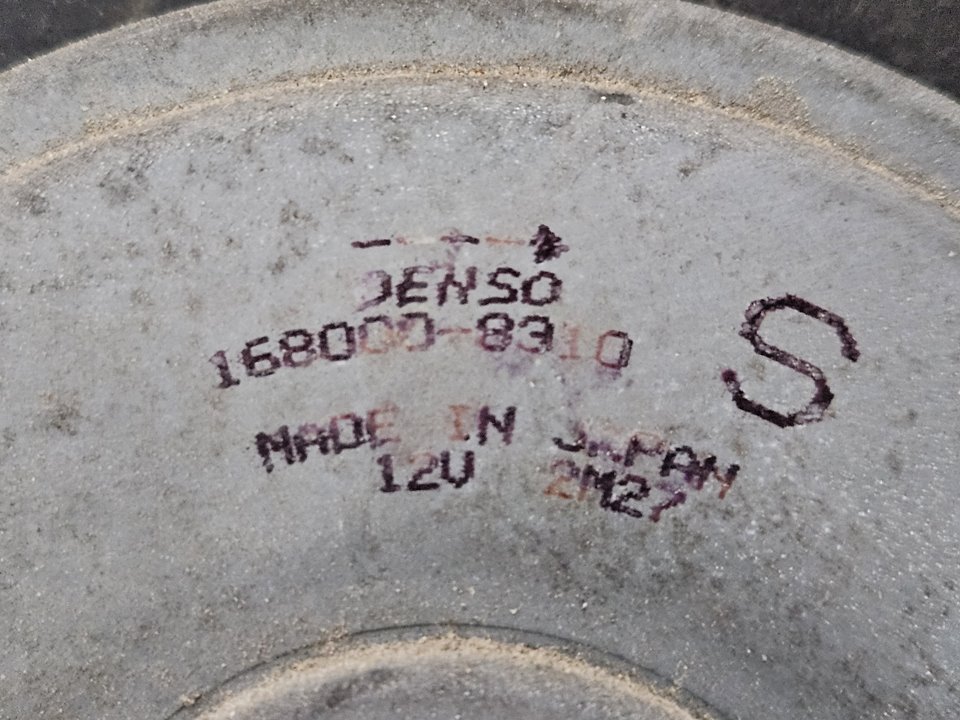 DENSO
168000-8310
S
MADE IN JAPAN
12V 2M27